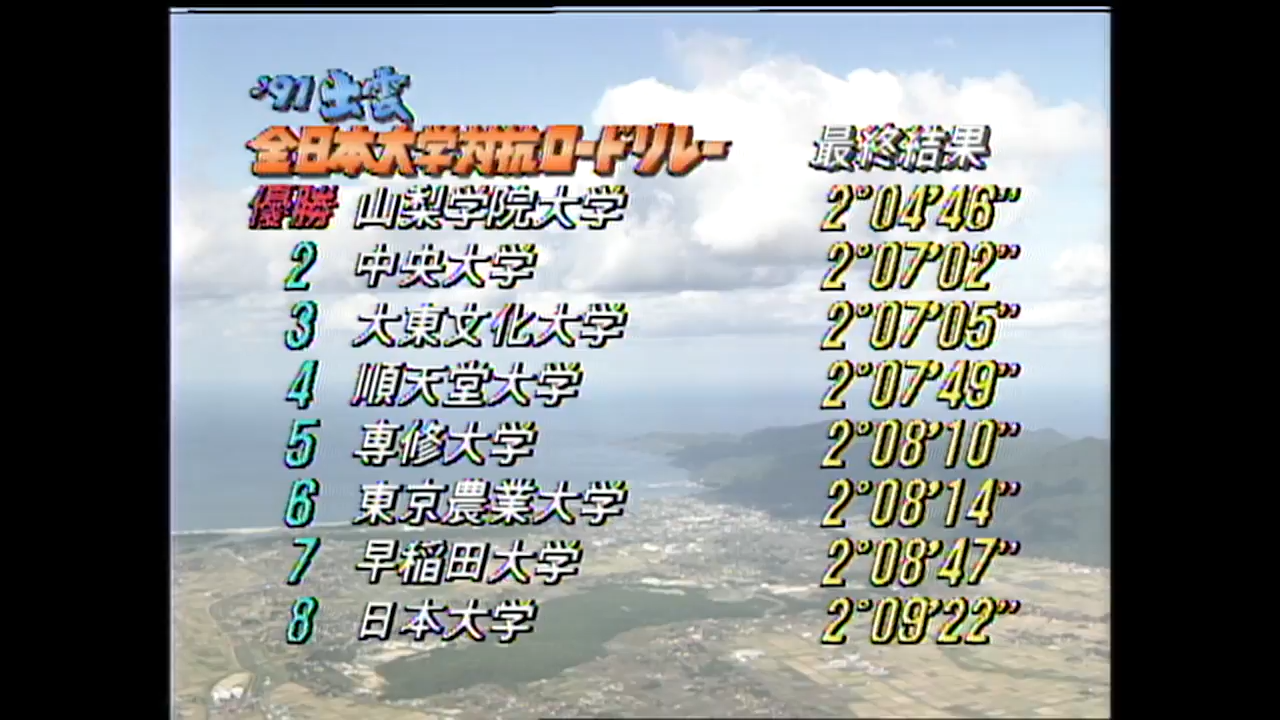 '91 出雲
全日本大学対抗ロードリレー 最終結果
優勝 山梨学院大学 2°04'46"
2 中央大学 2°07'02"
3 大東文化大学 2°07'05"
4 順天堂大学 2°07'49"
5 専修大学 2°08'10"
6 東京農業大学 2°08'14"
7 早稲田大学 2°08'47"
8 日本大学 2°09'22"